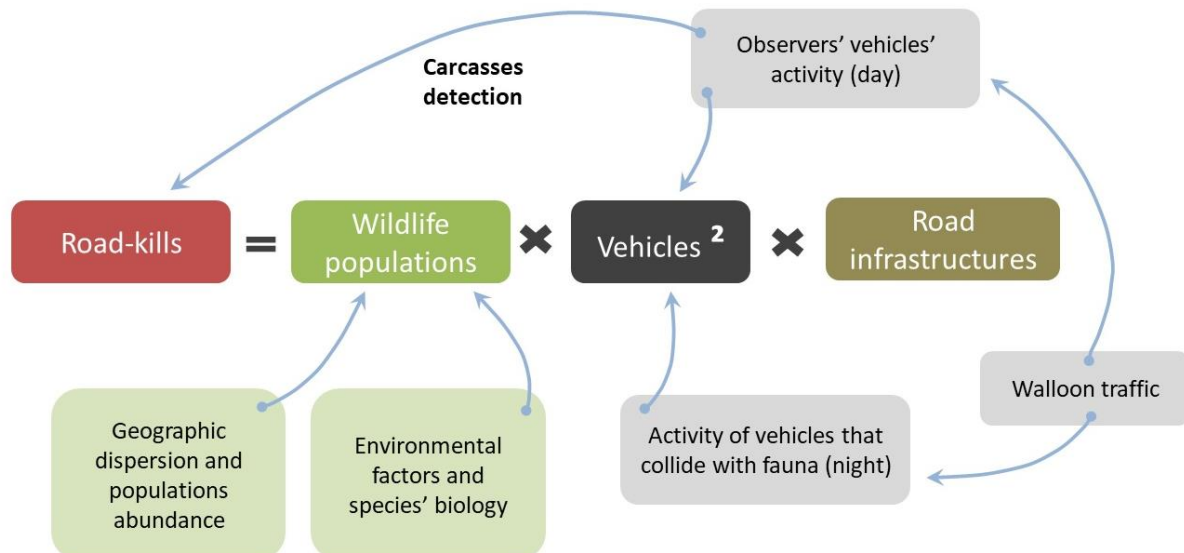 Observers’ vehicles’
activity (day)
Carcasses
detection
Road-kills
=
Wildlife
populations
✖
Vehicles ²
✖
Road
infrastructures
Geographic
dispersion and
populations
abundance
Environmental
factors and
species’ biology
Activity of vehicles that
collide with fauna (night)
Walloon traffic